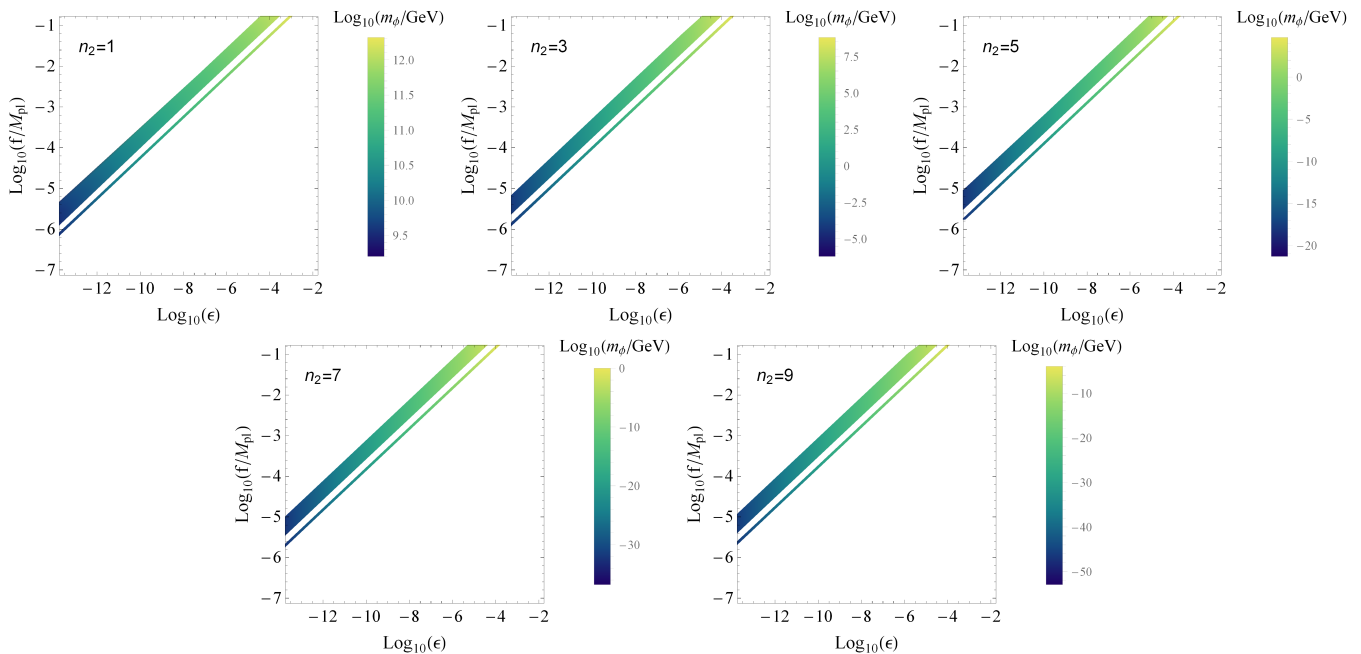 Log₁₀(mϕ/GeV)
n₂=1
Log₁₀(f/Mpl)
−1
−2
−3
−4
−5
−6
−7
−12 −10 −8 −6 −4 −2
Log₁₀(ϵ)
12.0
11.5
11.0
10.5
10.0
9.5
Log₁₀(mϕ/GeV)
n₂=3
Log₁₀(f/Mpl)
−1
−2
−3
−4
−5
−6
−7
−12 −10 −8 −6 −4 −2
Log₁₀(ϵ)
7.5
5.0
2.5
0
−2.5
−5.0
Log₁₀(mϕ/GeV)
n₂=5
Log₁₀(f/Mpl)
−1
−2
−3
−4
−5
−6
−7
−12 −10 −8 −6 −4 −2
Log₁₀(ϵ)
0
−5
−10
−15
−20
Log₁₀(mϕ/GeV)
n₂=7
Log₁₀(f/Mpl)
−1
−2
−3
−4
−5
−6
−7
−12 −10 −8 −6 −4 −2
Log₁₀(ϵ)
0
−10
−20
−30
Log₁₀(mϕ/GeV)
n₂=9
Log₁₀(f/Mpl)
−1
−2
−3
−4
−5
−6
−7
−12 −10 −8 −6 −4 −2
Log₁₀(ϵ)
−10
−20
−30
−40
−50